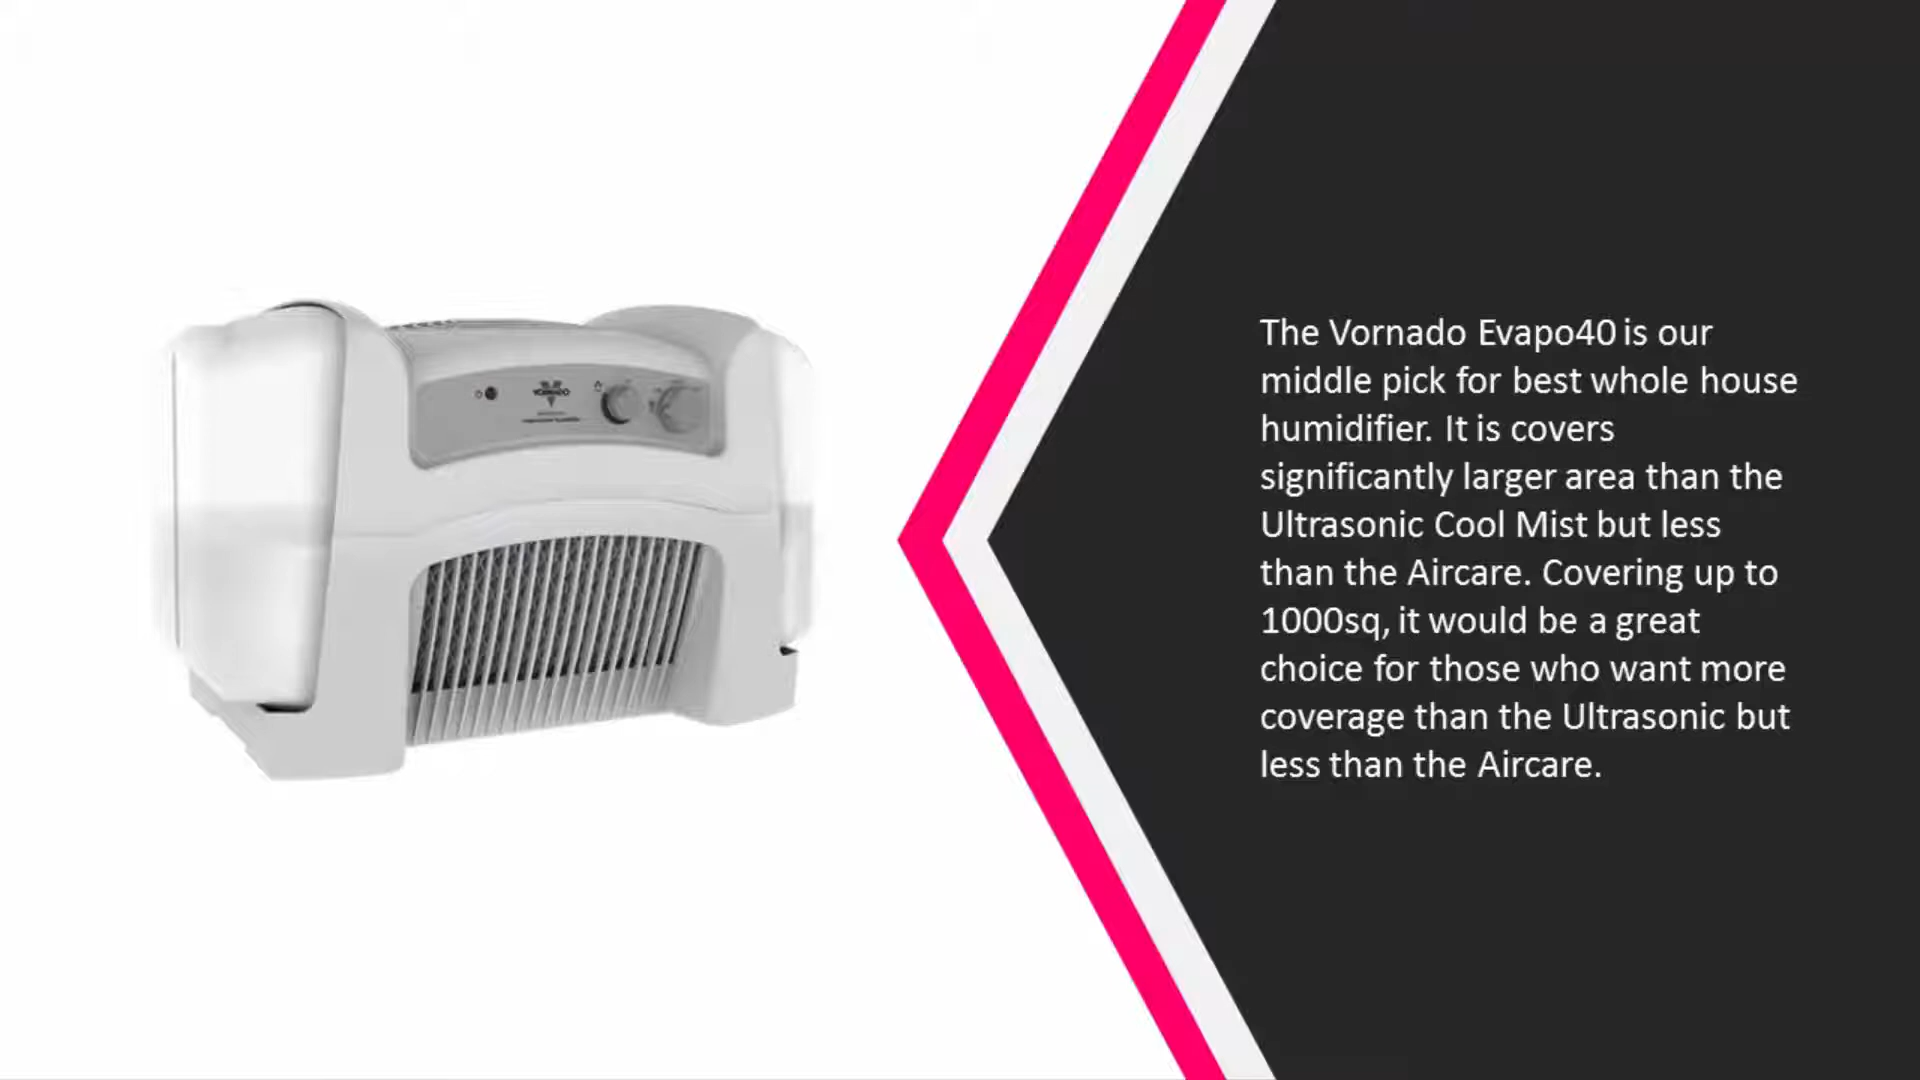 VORNADO
The Vornado Evapo40 is our
middle pick for best whole house
humidifier. It is covers
significantly larger area than the
Ultrasonic Cool Mist but less
than the Aircare. Covering up to
1000sq, it would be a great
choice for those who want more
coverage than the Ultrasonic but
less than the Aircare.